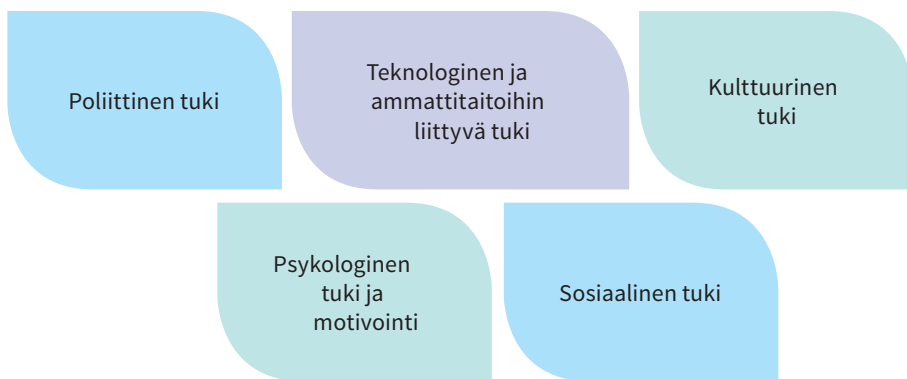 Poliittinen tuki
Teknologinen ja
ammattitaitoihin
liittyvä tuki
Kulttuurinen
tuki
Psykologinen
tuki ja
motivointi
Sosiaalinen tuki